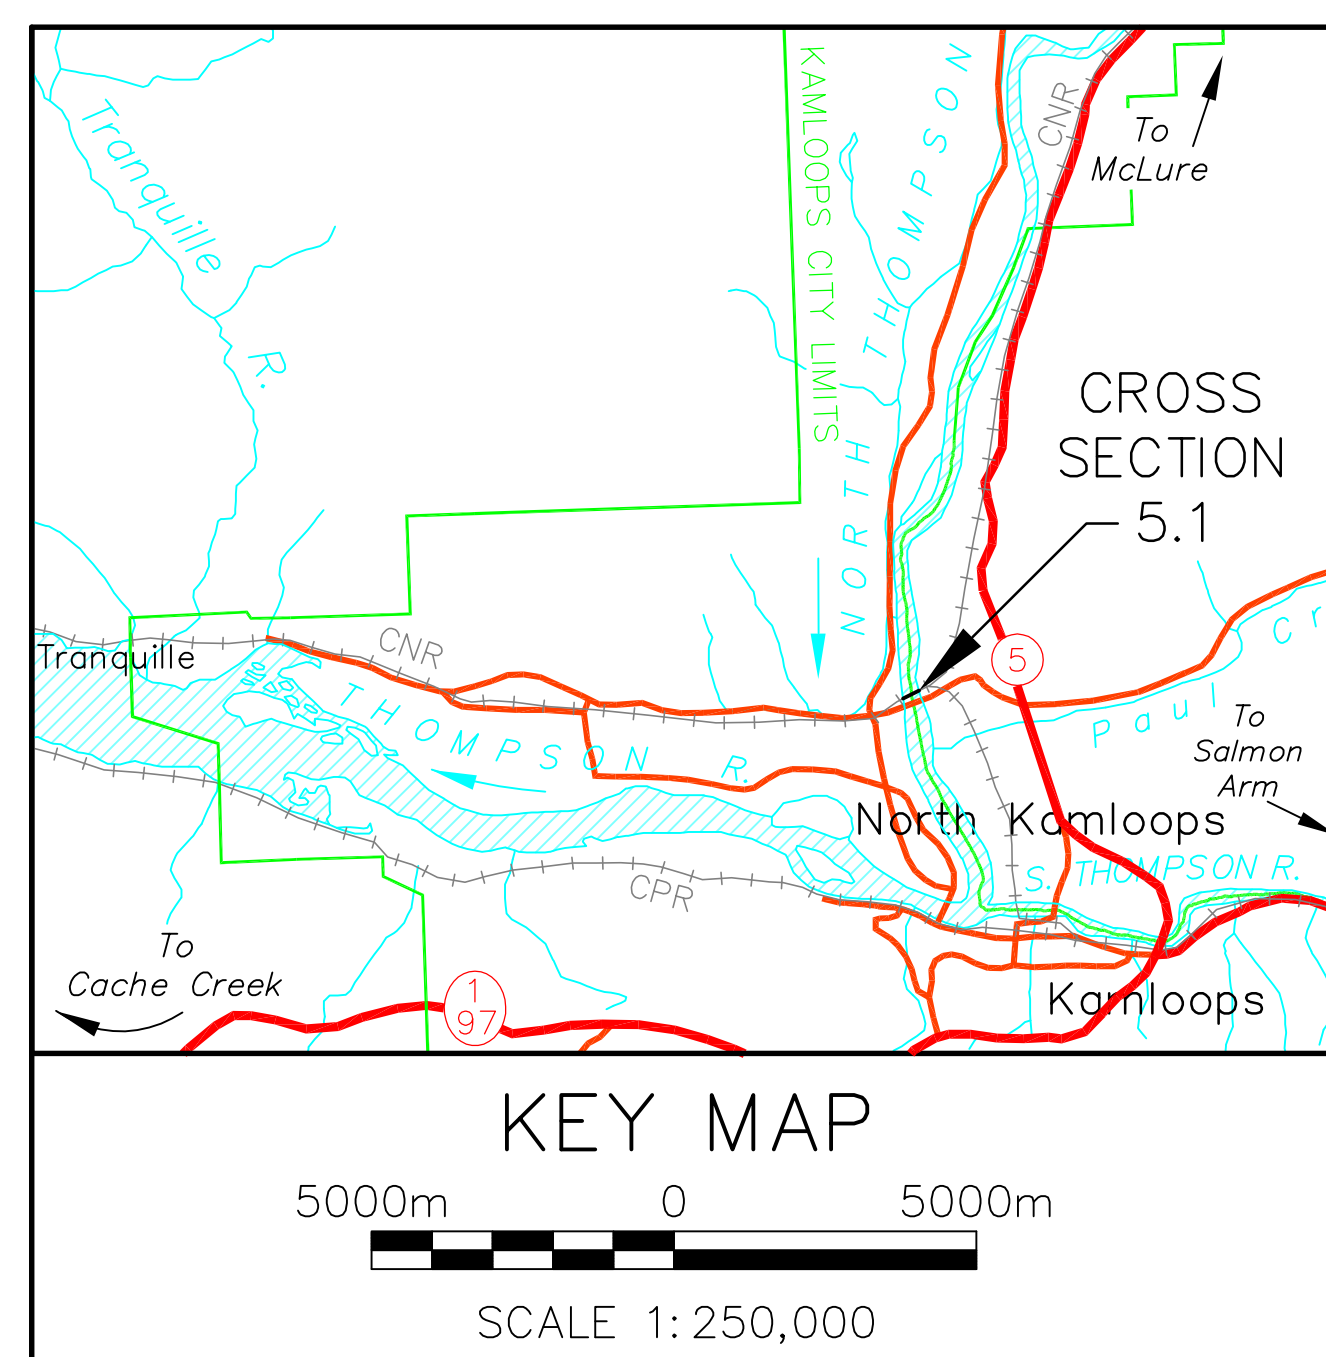 Tranquille R.
KAMLOOPS CITY LIMITS
NORTH THOMPSON
CNR
To
McLure
CROSS
SECTION
5.1
CNR
Tranquille
THOMPSON R.
5
Paul Cr
To
Salmon
Arm
North Kamloops
S. THOMPSON R.
CPR
To
Cache Creek
1
97
Kamloops
KEY MAP
5000m 0 5000m
SCALE 1:250,000